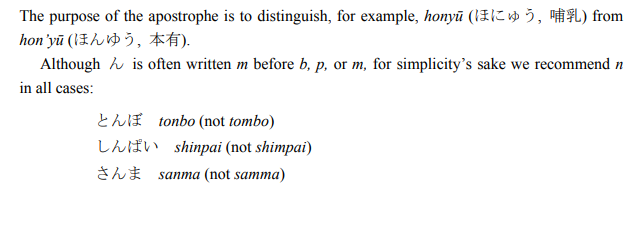 The purpose of the apostrophe is to distinguish, for example, honyū (ほにゅう, 哺乳) from
hon’yū (ほんゆう, 本有).
Although ん is often written m before b, p, or m, for simplicity’s sake we recommend n
in all cases:
とんぼ tonbo (not tombo)
しんぱい shinpai (not shimpai)
さんま sanma (not samma)